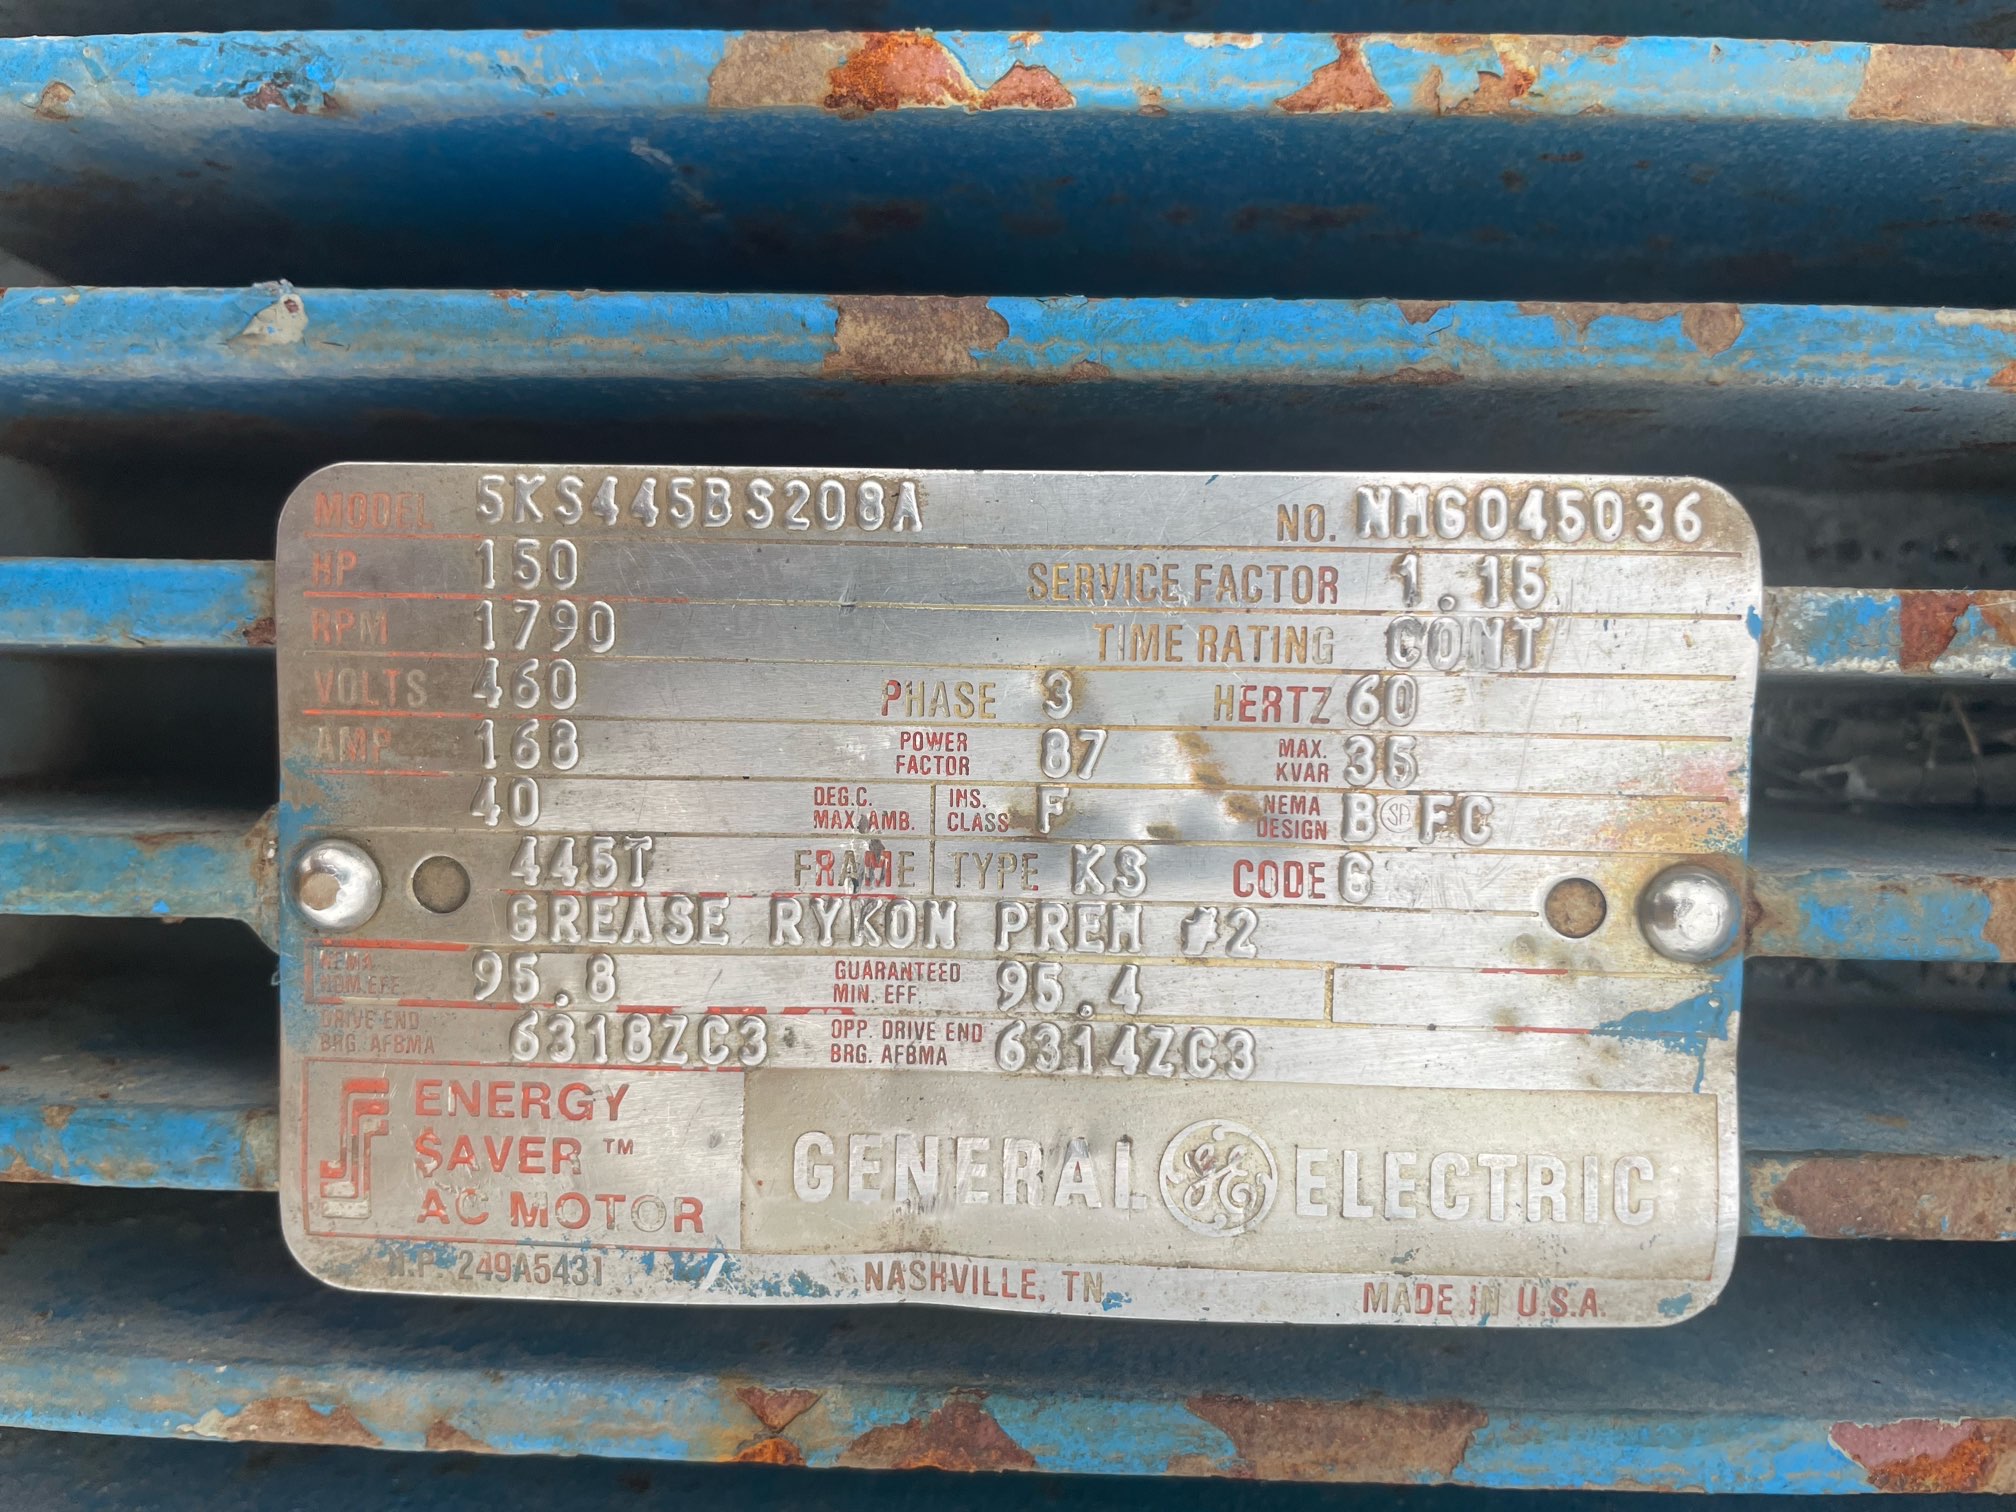 MODEL 5KS445BS208A NO. NMG045036
HP 150 SERVICE FACTOR 1.15
RPM 1790 TIME RATING CONT
VOLTS 460 PHASE 3 HERTZ 60
AMP 168 POWER FACTOR 87 MAX. KVAR 35
40 DEG.C. MAX. AMB. INS. CLASS F NEMA DESIGN B FC
445T FRAME TYPE KS CODE G
GREASE RYKON PREM #2
NEMA NOM.EFF. 95.8 GUARANTEED MIN. EFF. 95.4
DRIVE END BRG. AFBMA 6318ZC3 OPP. DRIVE END BRG. AFBMA 6314ZC3
ENERGY
$AVER ™
AC MOTOR
GENERAL GE ELECTRIC
N.P. 249A5431 NASHVILLE, TN. MADE IN U.S.A.